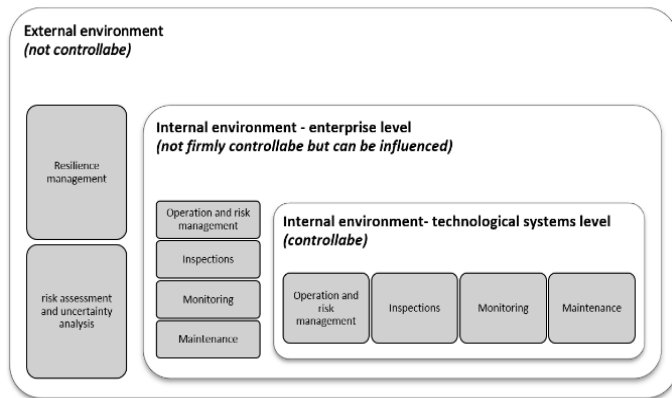 External environment
(not controllabe)
Resilience
management
risk assessment
and uncertainty
analysis
Internal environment - enterprise level
(not firmly controllabe but can be influenced)
Operation and risk
management
Inspections
Monitoring
Maintenance
Internal environment- technological systems level
(controllabe)
Operation and
risk
management
Inspections
Monitoring
Maintenance